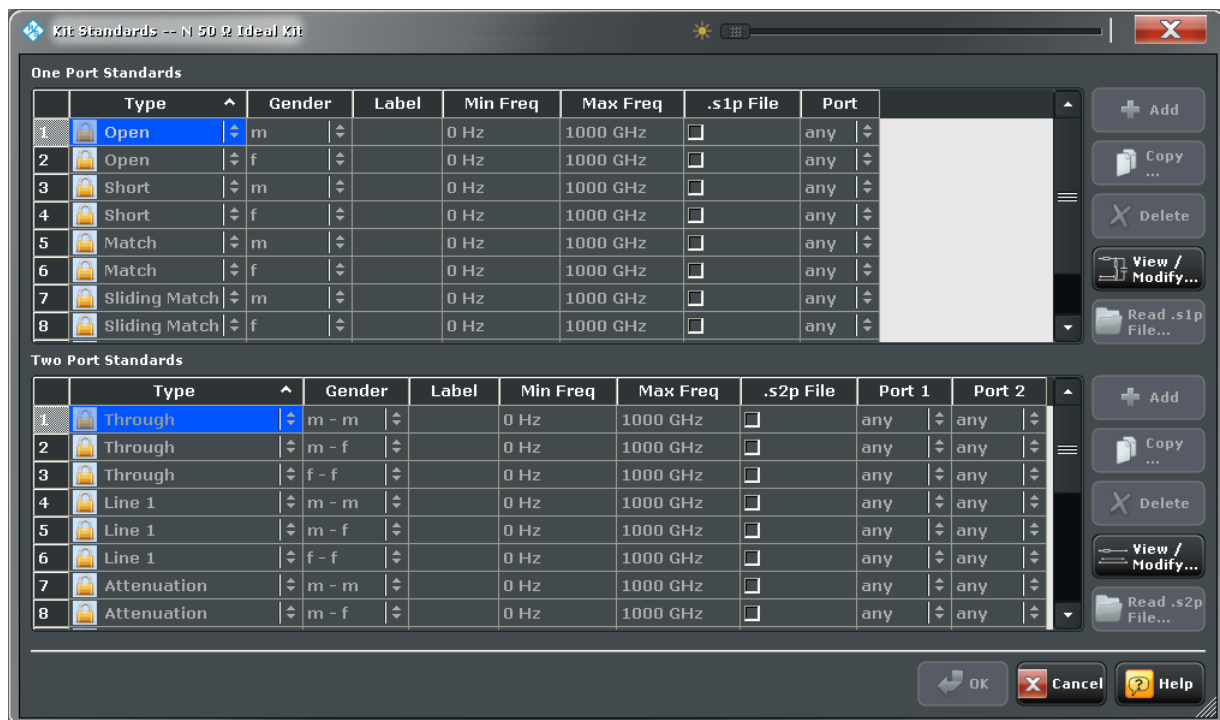 Kit Standards -- N 50 Ω Ideal Kit
One Port Standards
Type Gender Label Min Freq Max Freq .s1p File Port
1 Open m 0 Hz 1000 GHz any
2 Open f 0 Hz 1000 GHz any
3 Short m 0 Hz 1000 GHz any
4 Short f 0 Hz 1000 GHz any
5 Match m 0 Hz 1000 GHz any
6 Match f 0 Hz 1000 GHz any
7 Sliding Match m 0 Hz 1000 GHz any
8 Sliding Match f 0 Hz 1000 GHz any
Add
Copy
...
Delete
View /
Modify...
Read .s1p
File...
Two Port Standards
Type Gender Label Min Freq Max Freq .s2p File Port 1 Port 2
1 Through m - m 0 Hz 1000 GHz any any
2 Through m - f 0 Hz 1000 GHz any any
3 Through f - f 0 Hz 1000 GHz any any
4 Line 1 m - m 0 Hz 1000 GHz any any
5 Line 1 m - f 0 Hz 1000 GHz any any
6 Line 1 f - f 0 Hz 1000 GHz any any
7 Attenuation m - m 0 Hz 1000 GHz any any
8 Attenuation m - f 0 Hz 1000 GHz any any
Add
Copy
...
Delete
View /
Modify...
Read .s2p
File...
OK Cancel Help